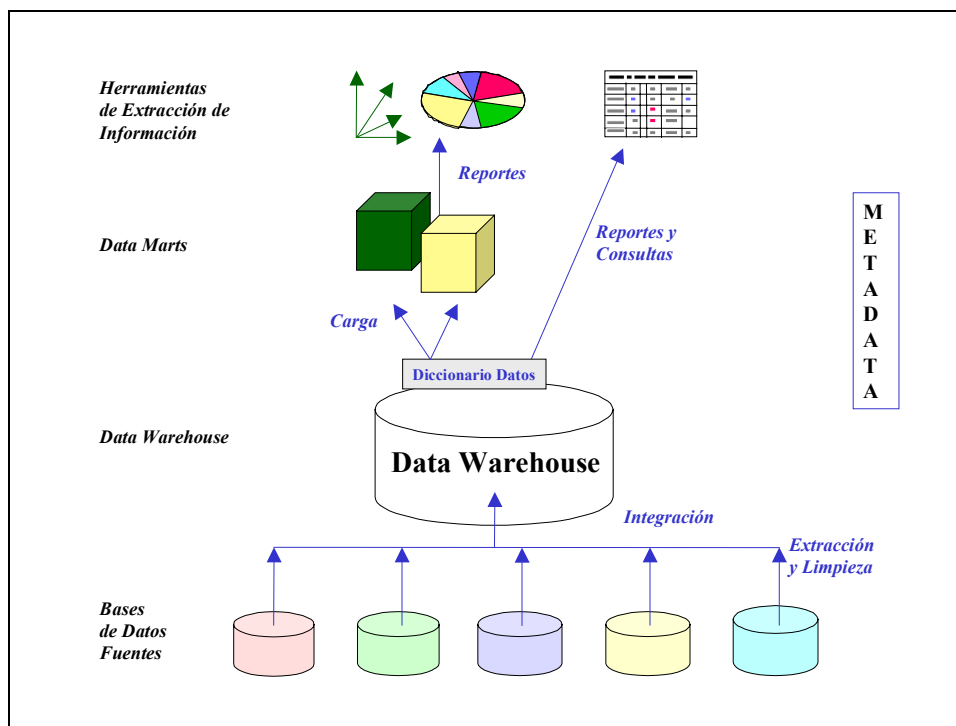 Herramientas
de Extracción de
Información
Reportes
Data Marts
Reportes y
Consultas
Carga
M
E
T
A
D
A
T
A
Diccionario Datos
Data Warehouse
Data Warehouse
Integración
Extracción
y Limpieza
Bases
de Datos
Fuentes